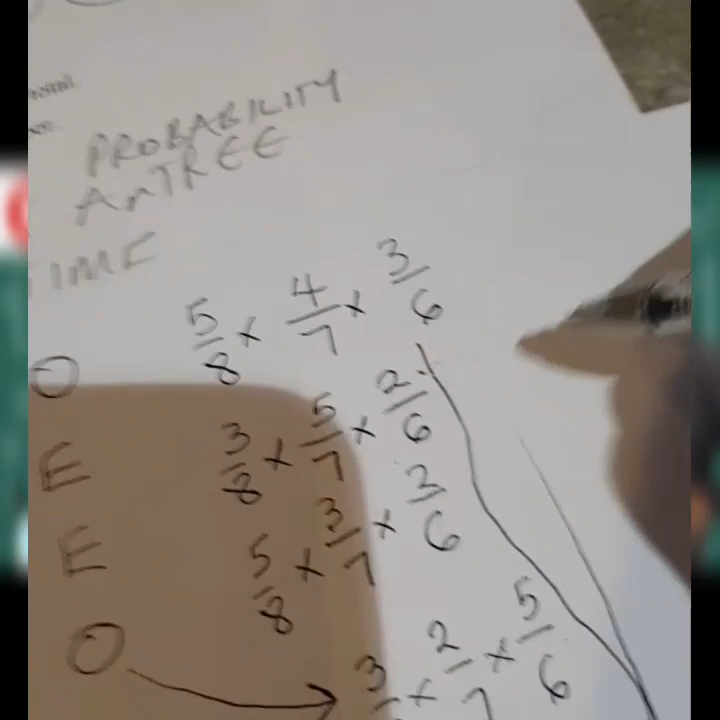 PROBABILITY
TREE
TIME
O 5/8 × 4/7 × 3/6
E 3/8 × 5/7 × 2/6
E 5/8 × 3/7 × 2/6
O 3/ × 2/7 × 5/6